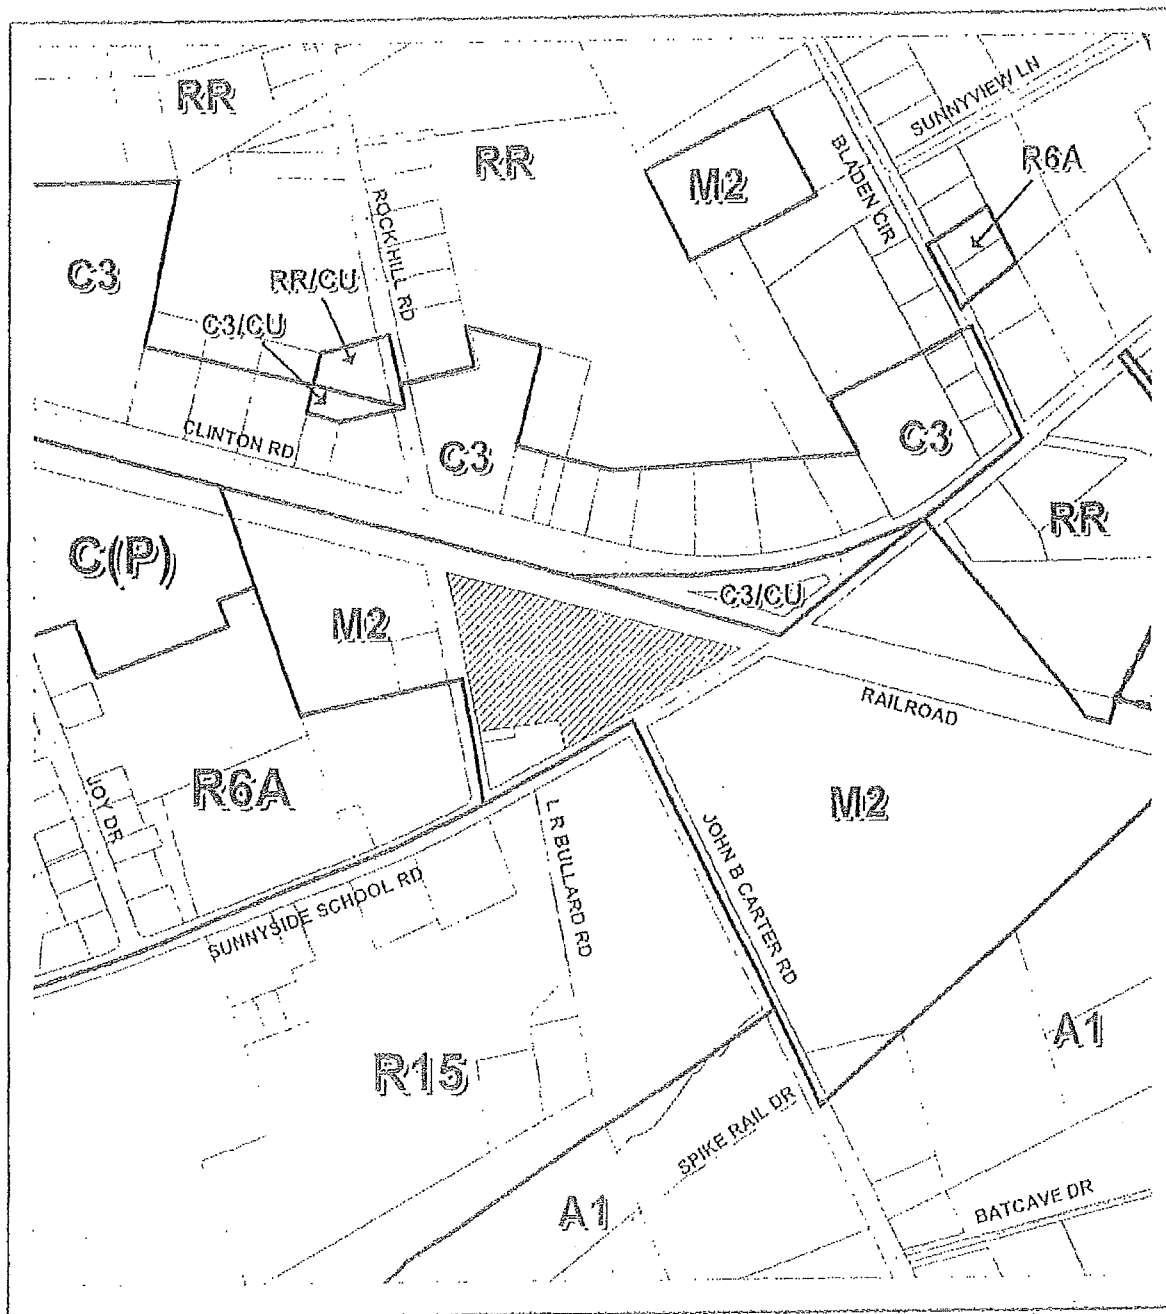 RR
SUNNYVIEW LN
RR
M2
BLADEN CIR
R6A
ROCK HILL RD
C3
RR/CU
C3/CU
CLINTON RD
C3
C3
RR
C(P)
M2
C3/CU
RAILROAD
R6A
JOY DR
M2
L R BULLARD RD
JOHN B CARTER RD
SUNNYSIDE SCHOOL RD
R15
A1
SPIKE RAIL DR
A1
BATCAVE DR